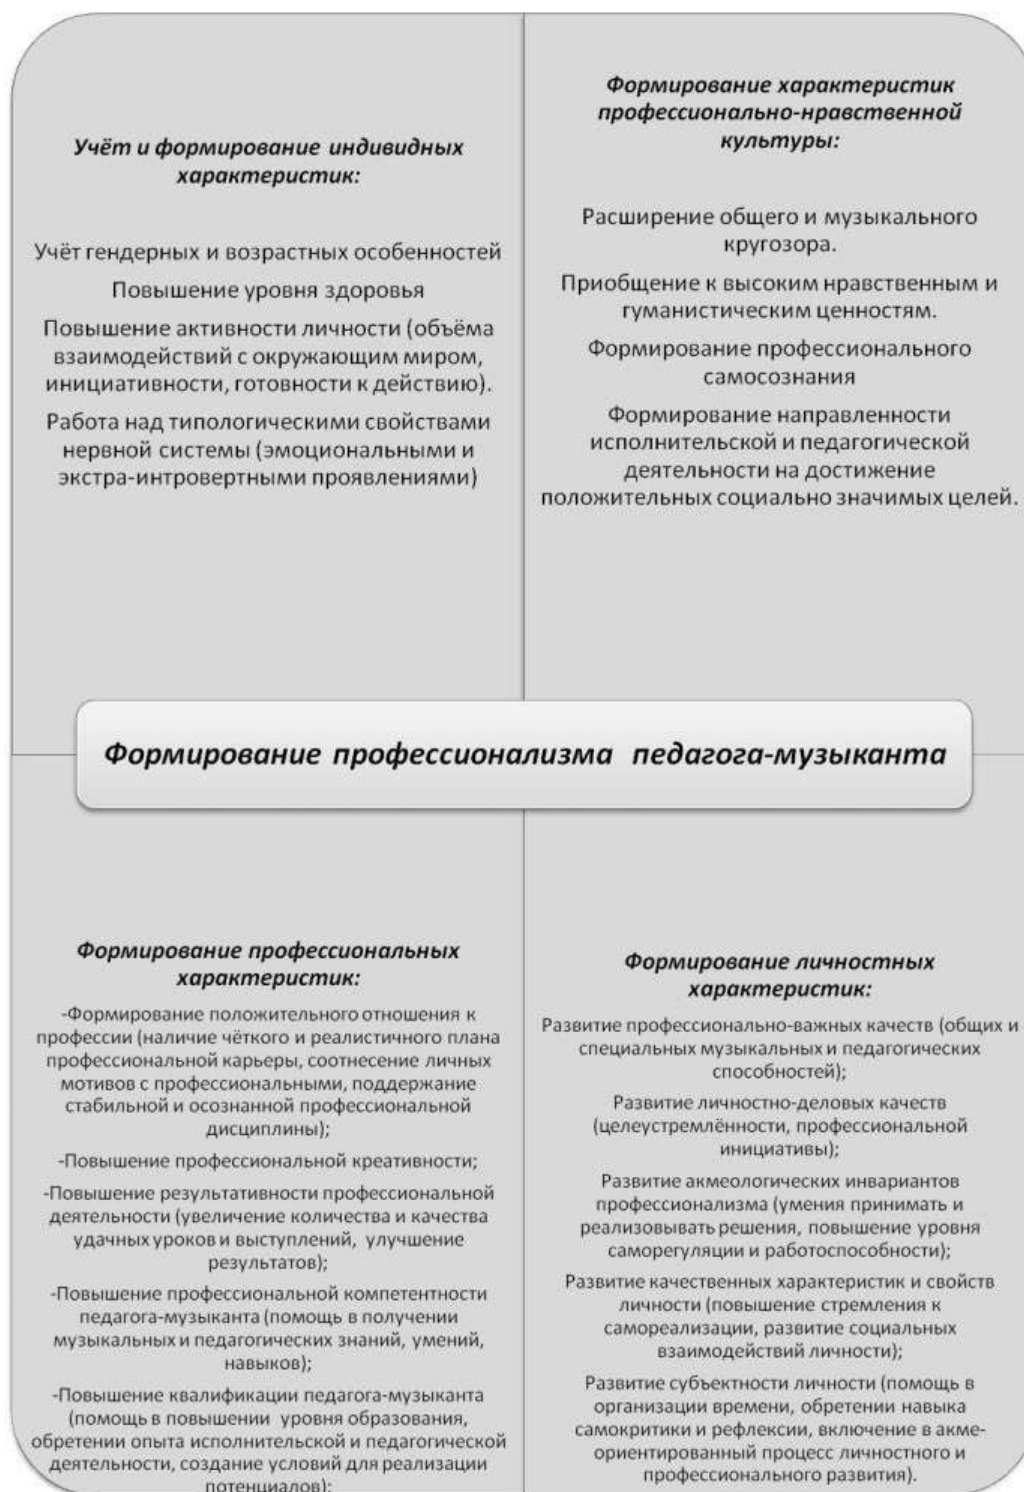 Учёт и формирование индивидных
характеристик:
Учёт гендерных и возрастных особенностей
Повышение уровня здоровья
Повышение активности личности (объёма
взаимодействий с окружающим миром,
инициативности, готовности к действию).
Работа над типологическими свойствами
нервной системы (эмоциональными и
экстра-интровертными проявлениями)
Формирование характеристик
профессионально-нравственной
культуры:
Расширение общего и музыкального
кругозора.
Приобщение к высоким нравственным и
гуманистическим ценностям.
Формирование профессионального
самосознания
Формирование направленности
исполнительской и педагогической
деятельности на достижение
положительных социально значимых целей.
Формирование профессионализма педагога-музыканта
Формирование профессиональных
характеристик:
-Формирование положительного отношения к
профессии (наличие чёткого и реалистичного плана
профессиональной карьеры, соотнесение личных
мотивов с профессиональными, поддержание
стабильной и осознанной профессиональной
дисциплины);
-Повышение профессиональной креативности;
-Повышение результативности профессиональной
деятельности (увеличение количества и качества
удачных уроков и выступлений, улучшение
результатов);
-Повышение профессиональной компетентности
педагога-музыканта (помощь в получении
музыкальных и педагогических знаний, умений,
навыков);
-Повышение квалификации педагога-музыканта
(помощь в повышении уровня образования,
обретении опыта исполнительской и педагогической
деятельности, создание условий для реализации
потенциалов);
Формирование личностных
характеристик:
Развитие профессионально-важных качеств (общих и
специальных музыкальных и педагогических
способностей);
Развитие личностно-деловых качеств
(целеустремлённости, профессиональной
инициативы);
Развитие акмеологических инвариантов
профессионализма (умения принимать и
реализовывать решения, повышение уровня
саморегуляции и работоспособности);
Развитие качественных характеристик и свойств
личности (повышение стремления к
самореализации, развитие социальных
взаимодействий личности);
Развитие субъектности личности (помощь в
организации времени, обретении навыка
самокритики и рефлексии, включение в акме-
ориентированный процесс личностного и
профессионального развития).